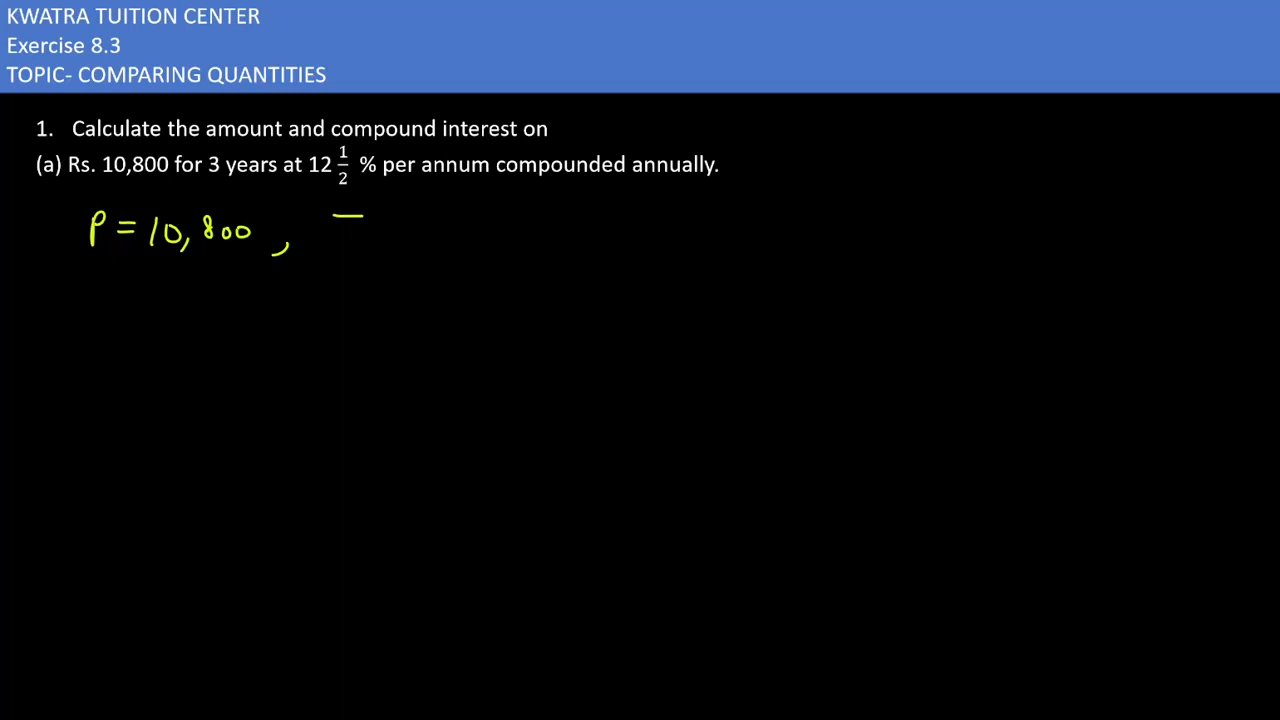 KWATRA TUITION CENTER
Exercise 8.3
TOPIC- COMPARING QUANTITIES
1. Calculate the amount and compound interest on
(a) Rs. 10,800 for 3 years at 12 1/2 % per annum compounded annually.
P = 10,800 ,